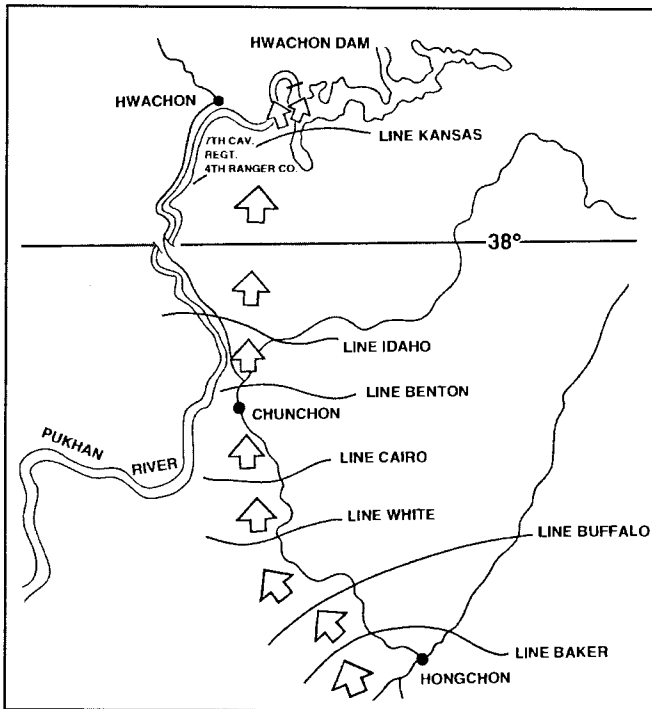 HWACHON DAM
HWACHON
LINE KANSAS
7TH CAV.
REGT.
4TH RANGER CO.
38°
LINE IDAHO
LINE BENTON
CHUNCHON
PUKHAN
RIVER
LINE CAIRO
LINE WHITE
LINE BUFFALO
LINE BAKER
HONGCHON